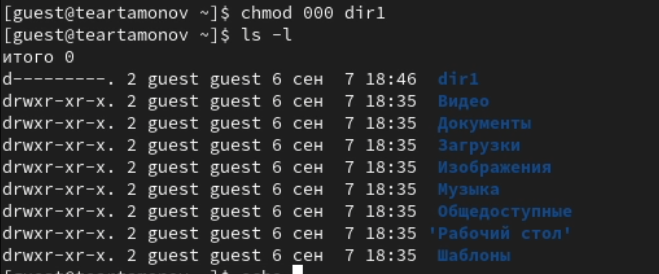 [guest@teartamonov ~]$ chmod 000 dir1
[guest@teartamonov ~]$ ls -l
итого 0
d---------. 2 guest guest 6 сен  7 18:46  dir1
drwxr-xr-x. 2 guest guest 6 сен  7 18:35  Видео
drwxr-xr-x. 2 guest guest 6 сен  7 18:35  Документы
drwxr-xr-x. 2 guest guest 6 сен  7 18:35  Загрузки
drwxr-xr-x. 2 guest guest 6 сен  7 18:35  Изображения
drwxr-xr-x. 2 guest guest 6 сен  7 18:35  Музыка
drwxr-xr-x. 2 guest guest 6 сен  7 18:35  Общедоступные
drwxr-xr-x. 2 guest guest 6 сен  7 18:35 'Рабочий стол'
drwxr-xr-x. 2 guest guest 6 сен  7 18:35  Шаблоны
[guest@teartamonov ~]$